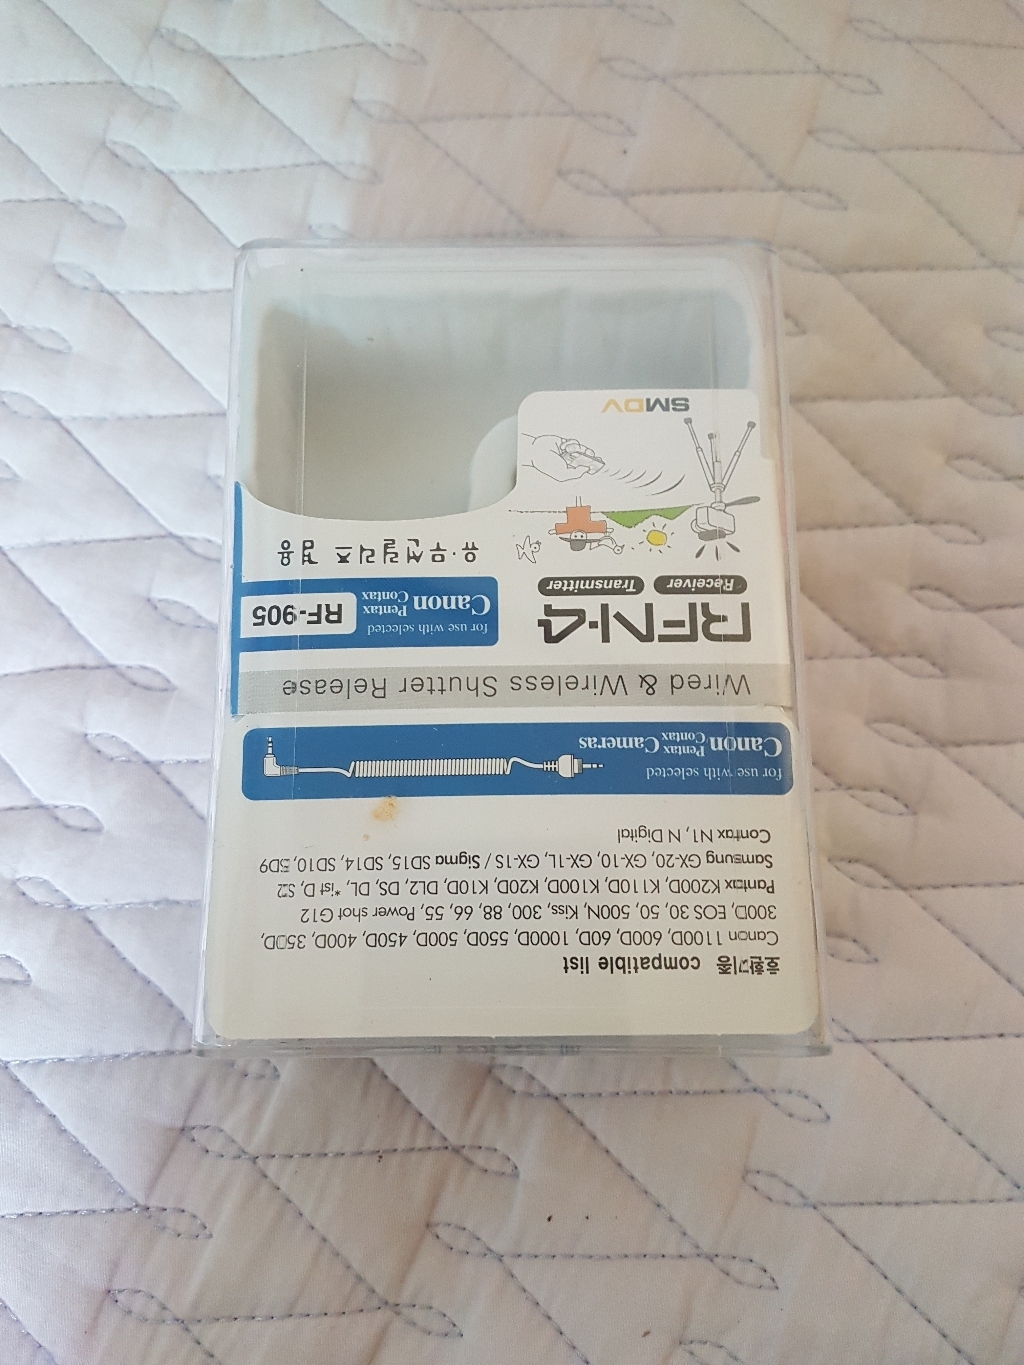 호환기종 compatible list
Canon 1100D, 600D, 60D, 1000D, 550D, 500D, 450D, 400D, 350D,
300D, EOS 30, 50, 500N, Kiss, 300, 88, 66, 55, Power shot G12
Pantax K200D, K110D, K100D, K20D, K10D, DL2, DS, DL, *ist D, S2
Samsung GX-20, GX-10, GX-1L, GX-1S / Sigma SD15, SD14, SD10, SD9
Contax N1, N Digital
for use with selected
Canon Pentax Contax Cameras
Wired & Wireless Shutter Release
RFN-4
Receiver Transmitter
for use with selected
Canon Pentax Contax
RF-905
유·무선릴리즈 겸용
SMDV